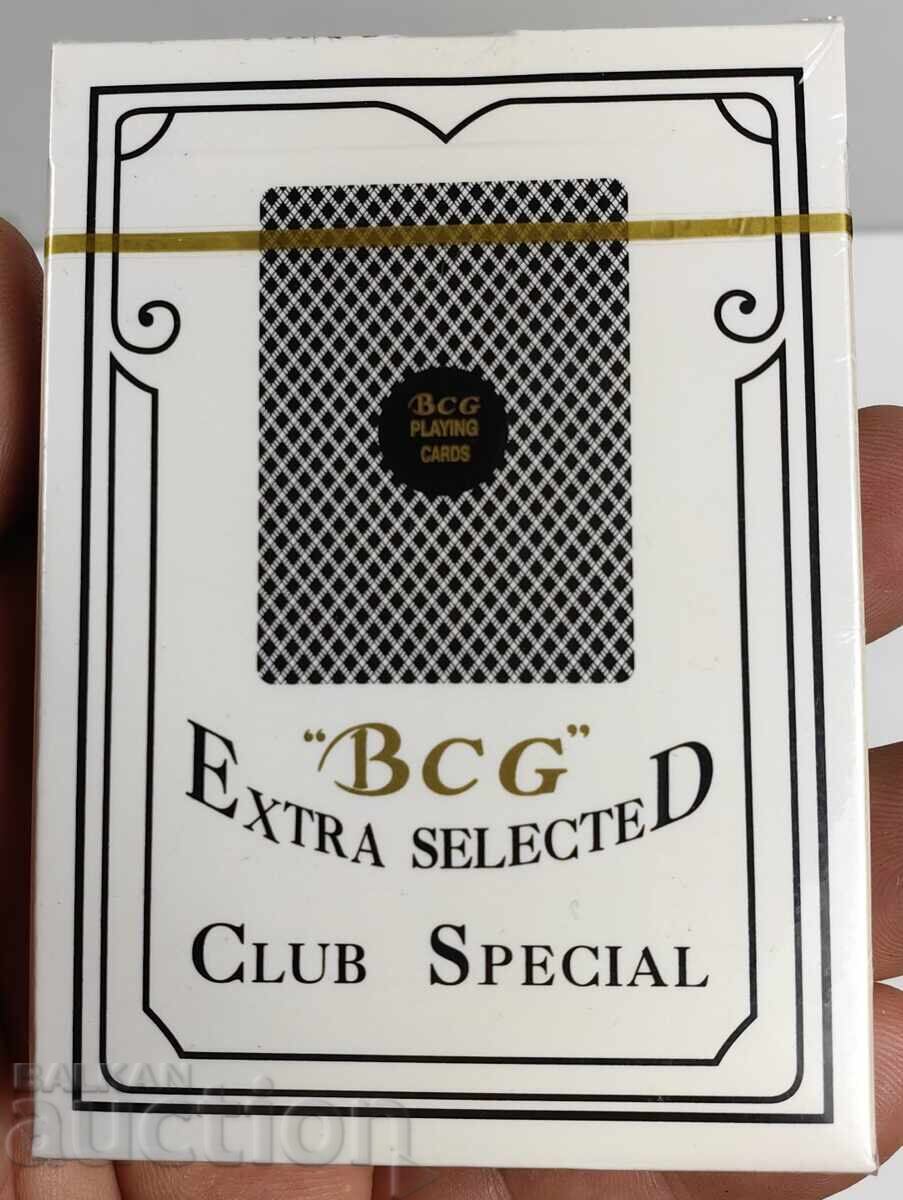 BCG
PLAYING
CARDS
"BCG"
EXTRA SELECTED
CLUB SPECIAL
BALKAN
auction